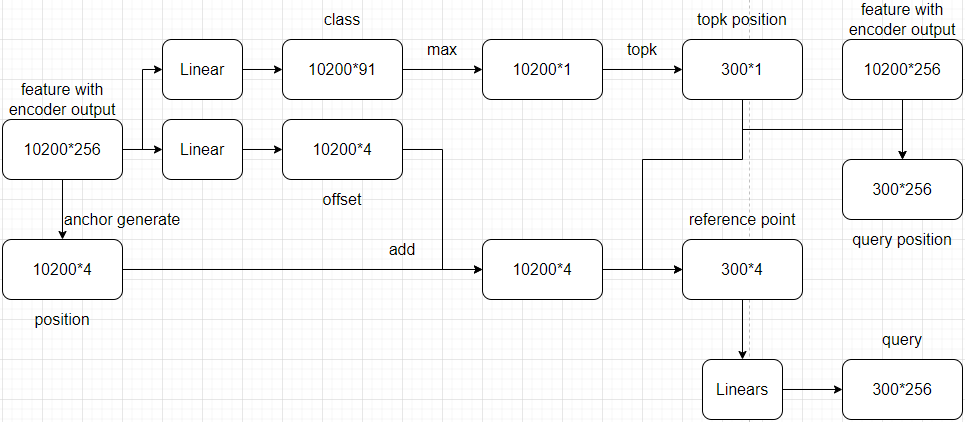 class
topk position
feature with
encoder output
max
topk
Linear
10200*91
10200*1
300*1
10200*256
feature with
encoder output
10200*256
Linear
10200*4
offset
300*256
query position
anchor generate
reference point
add
10200*4
10200*4
300*4
position
query
Linears
300*256